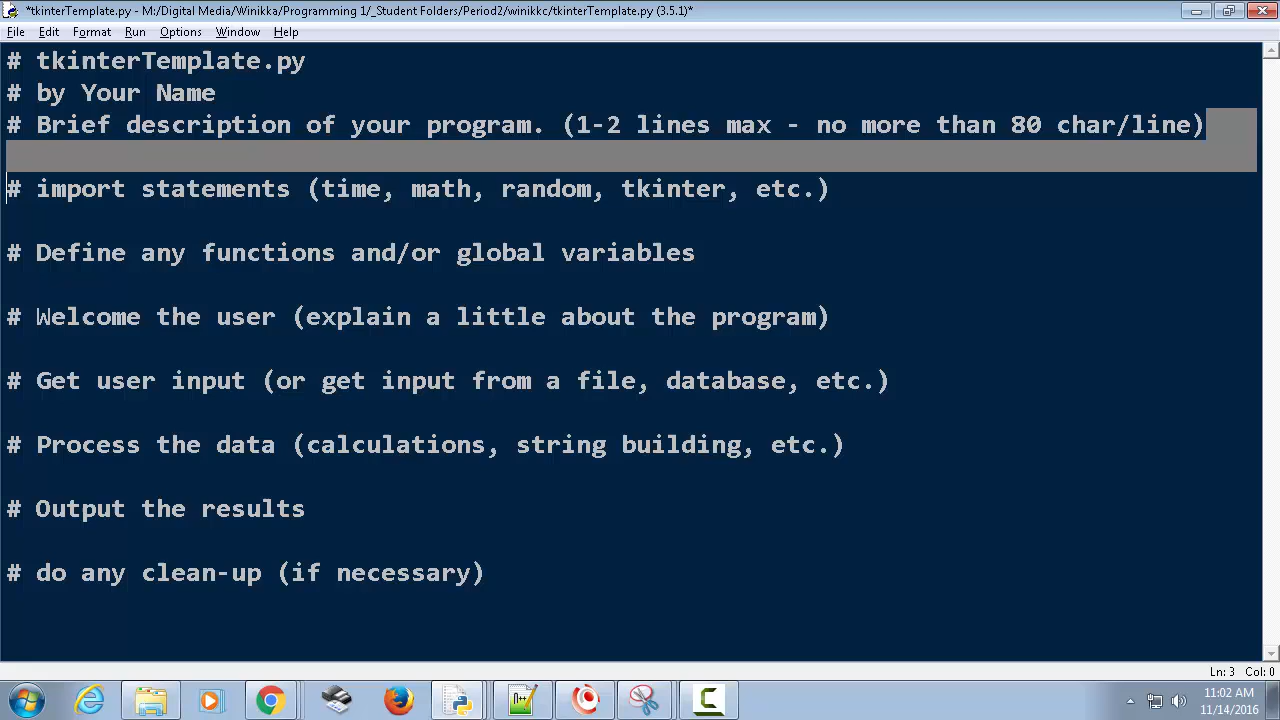 *tkinterTemplate.py - M:/Digital Media/Winikka/Programming 1/_Student Folders/Period2/winikkc/tkinterTemplate.py (3.5.1)*
File Edit Format Run Options Window Help
# tkinterTemplate.py
# by Your Name
# Brief description of your program. (1-2 lines max - no more than 80 char/line)
# import statements (time, math, random, tkinter, etc.)
# Define any functions and/or global variables
# Welcome the user (explain a little about the program)
# Get user input (or get input from a file, database, etc.)
# Process the data (calculations, string building, etc.)
# Output the results
# do any clean-up (if necessary)
Ln: 3 Col: 0
11:02 AM
11/14/2016